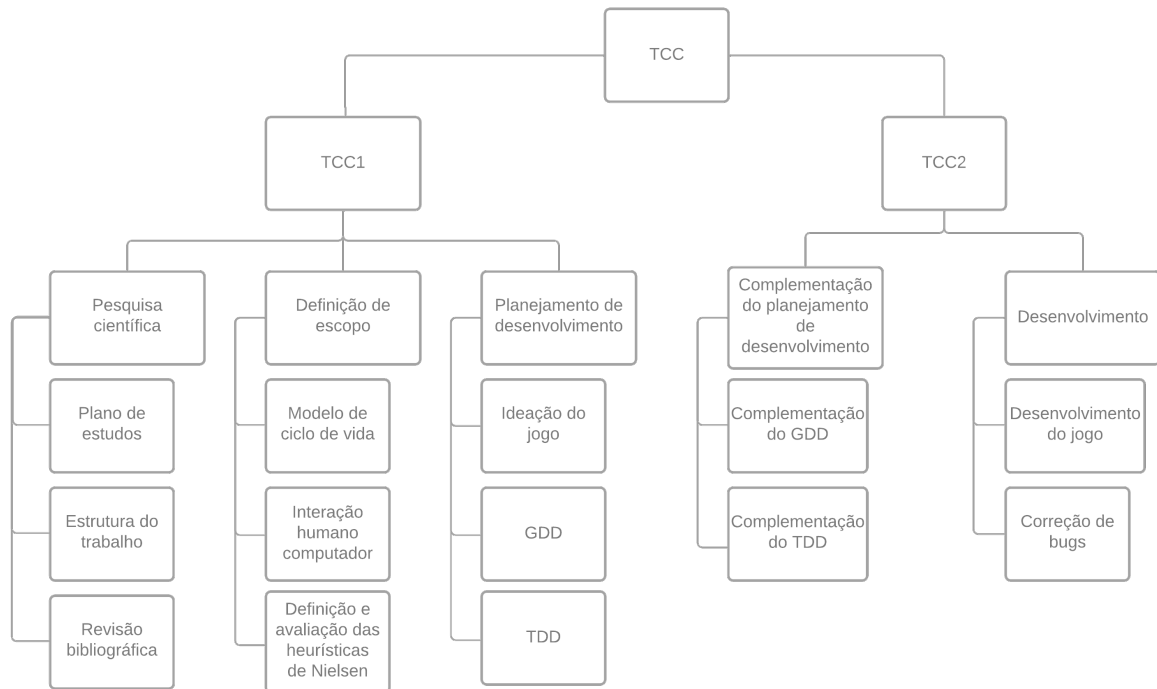 TCC
TCC1
TCC2
Pesquisa
científica
Definição de
escopo
Planejamento de
desenvolvimento
Complementação
do planejamento
de
desenvolvimento
Desenvolvimento
Plano de
estudos
Modelo de
ciclo de vida
Ideação do
jogo
Complementação
do GDD
Desenvolvimento
do jogo
Estrutura do
trabalho
Interação
humano
computador
GDD
Complementação
do TDD
Correção de
bugs
Revisão
bibliográfica
Definição e
avaliação das
heurísticas
de Nielsen
TDD